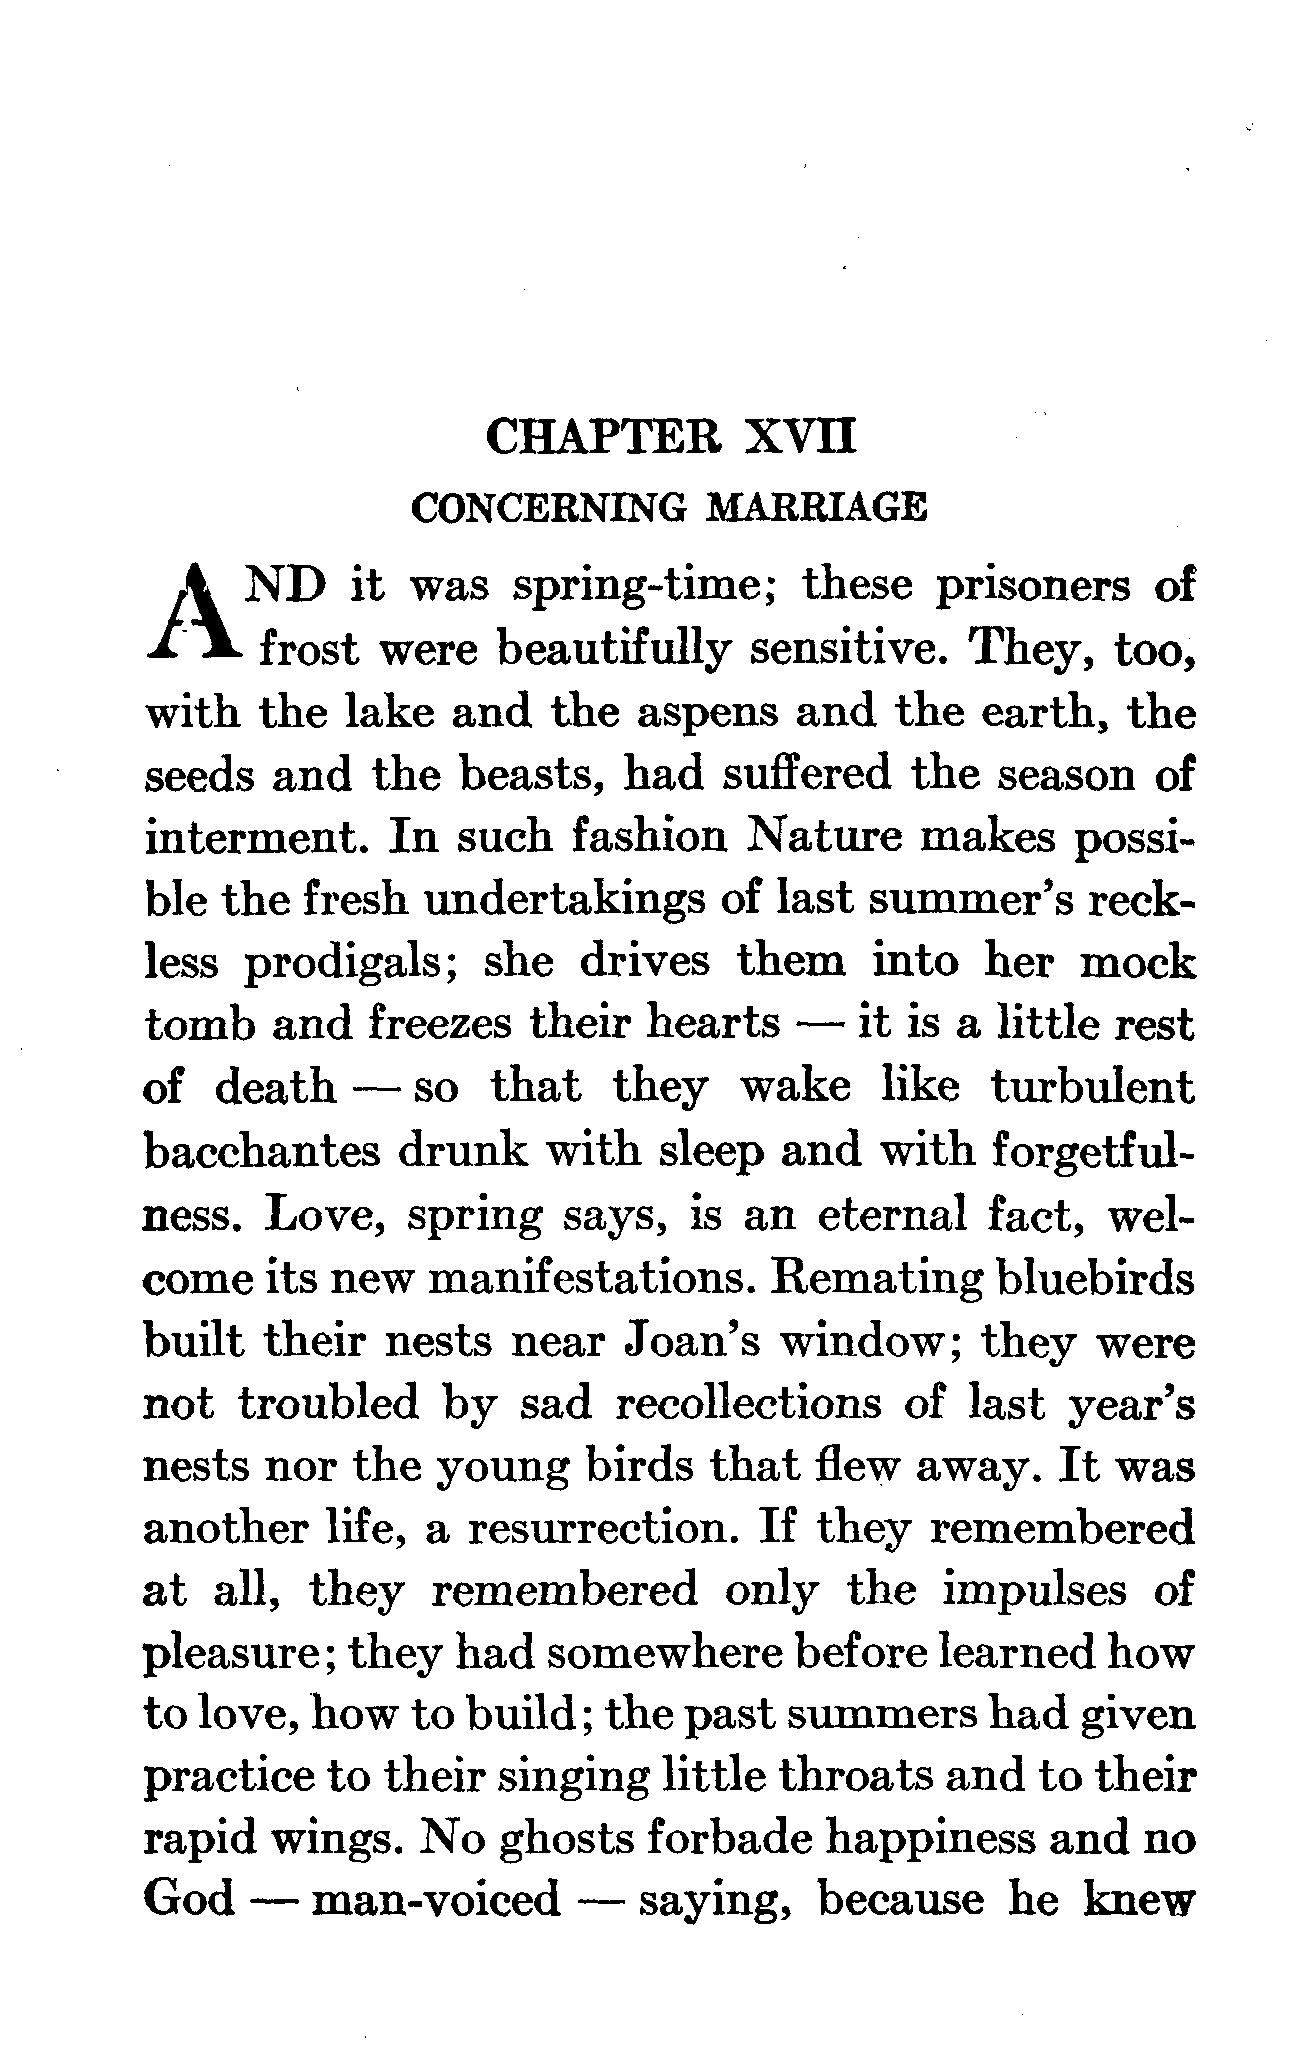 CHAPTER XVII
CONCERNING MARRIAGE
AND it was spring-time; these prisoners of
frost were beautifully sensitive. They, too,
with the lake and the aspens and the earth, the
seeds and the beasts, had suffered the season of
interment. In such fashion Nature makes possi-
ble the fresh undertakings of last summer's reck-
less prodigals; she drives them into her mock
tomb and freezes their hearts — it is a little rest
of death — so that they wake like turbulent
bacchantes drunk with sleep and with forgetful-
ness. Love, spring says, is an eternal fact, wel-
come its new manifestations. Remating bluebirds
built their nests near Joan's window; they were
not troubled by sad recollections of last year's
nests nor the young birds that flew away. It was
another life, a resurrection. If they remembered
at all, they remembered only the impulses of
pleasure; they had somewhere before learned how
to love, how to build; the past summers had given
practice to their singing little throats and to their
rapid wings. No ghosts forbade happiness and no
God — man-voiced — saying, because he knew